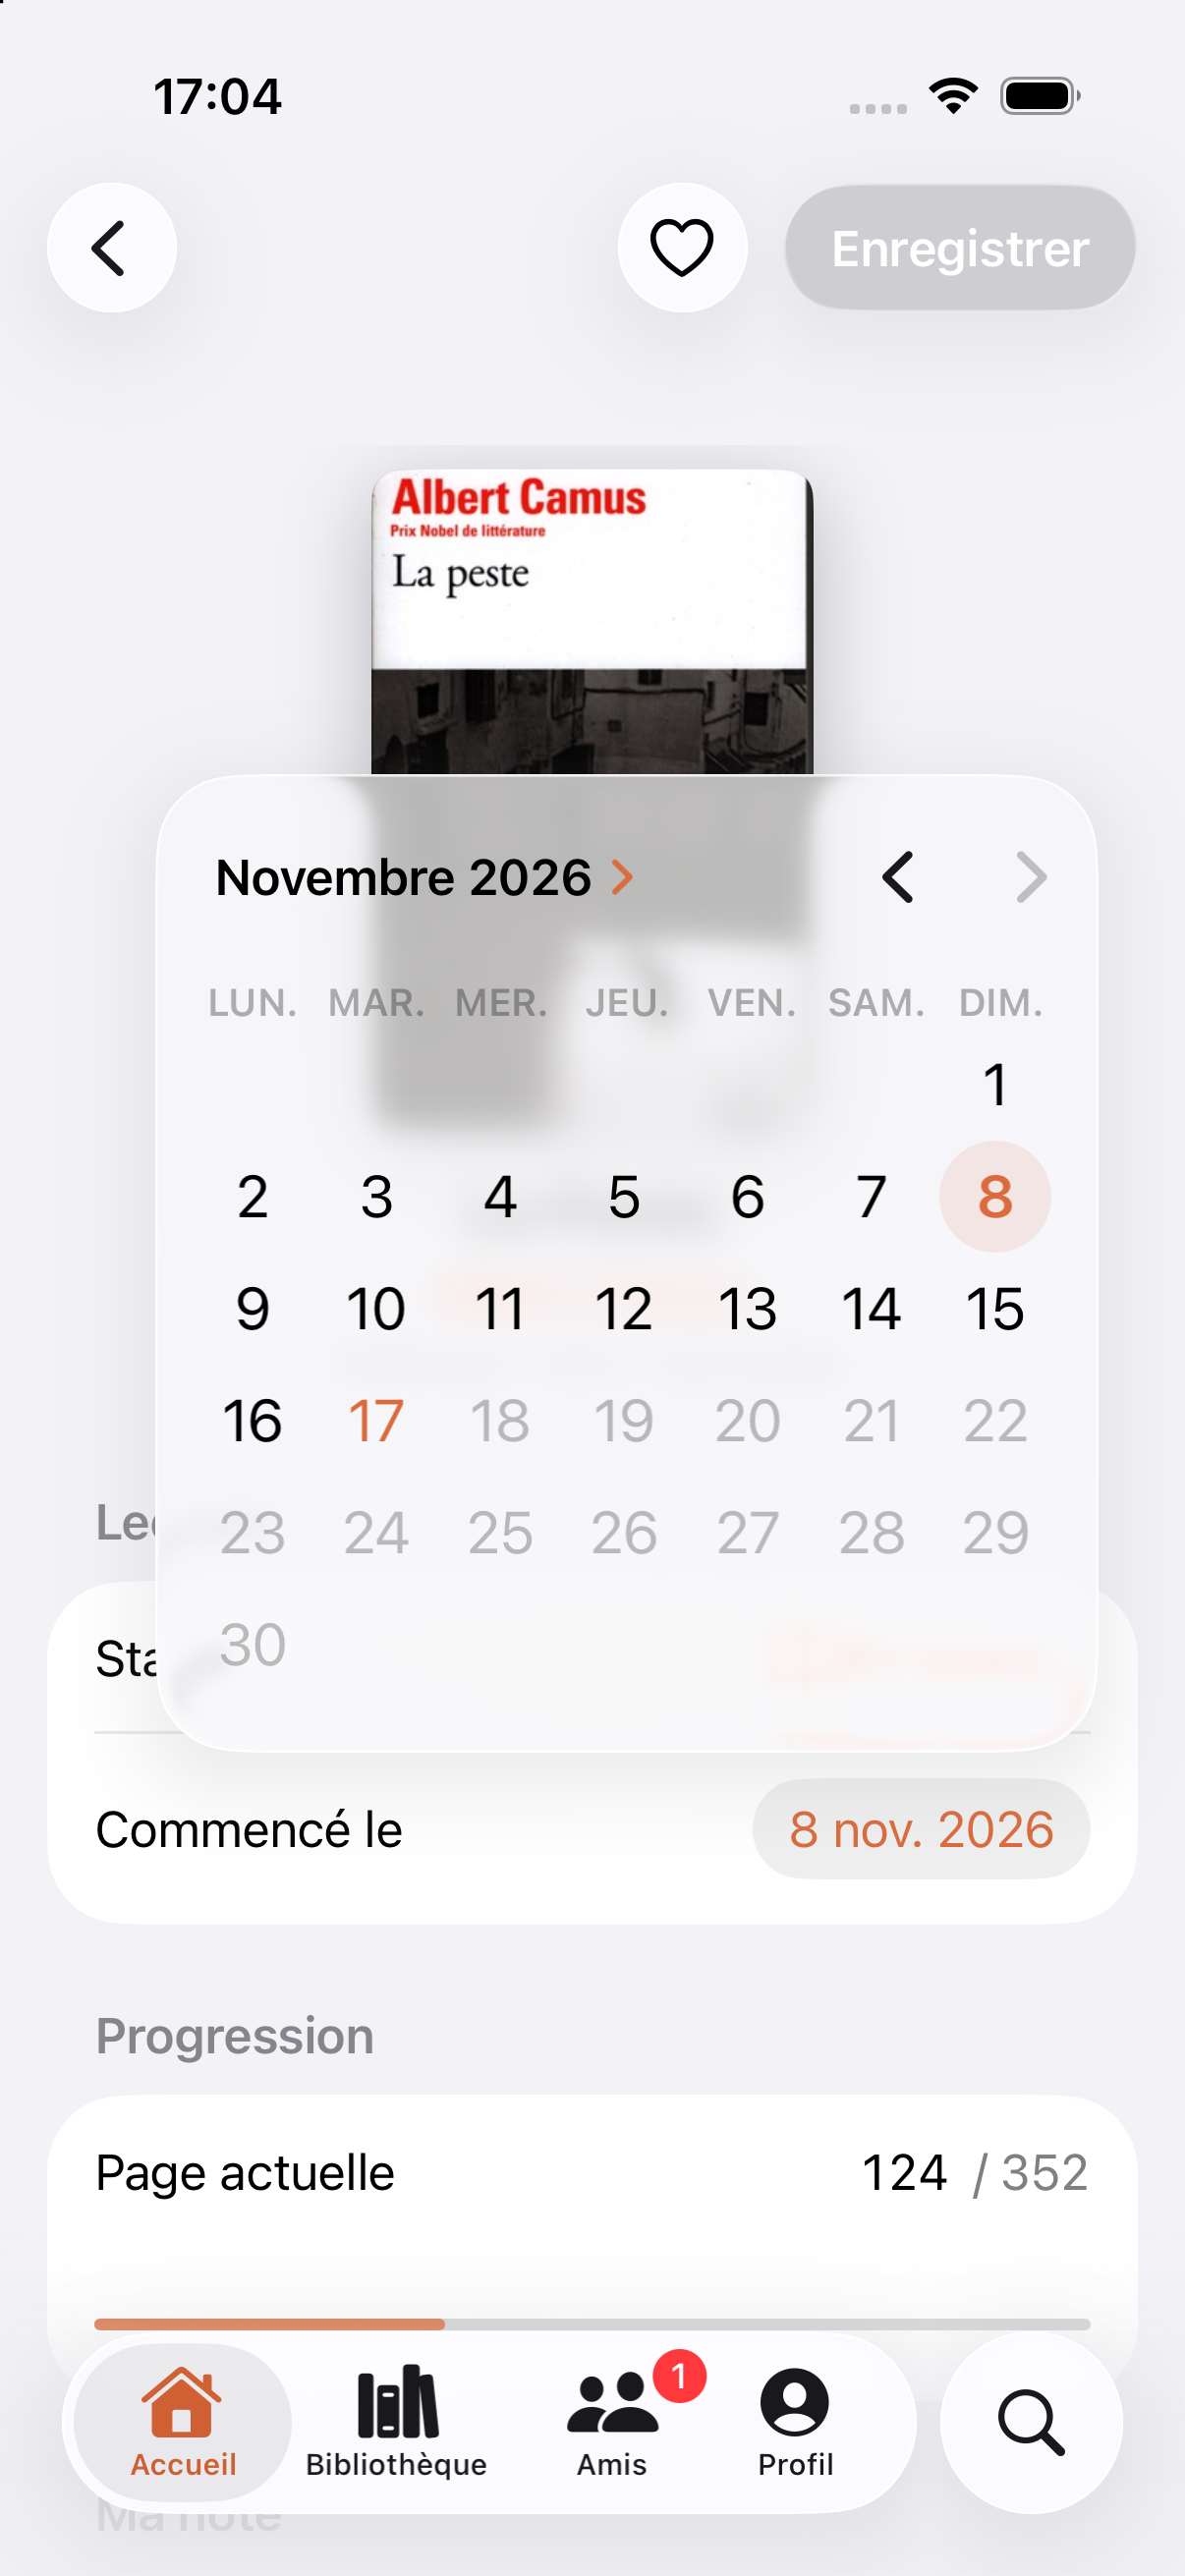 17:04
Enregistrer
Albert Camus
Prix Nobel de littérature
La peste
Novembre 2026
LUN. MAR. MER. JEU. VEN. SAM. DIM.
1
2 3 4 5 6 7 8
9 10 11 12 13 14 15
16 17 18 19 20 21 22
23 24 25 26 27 28 29
30
Commencé le 8 nov. 2026
Progression
Page actuelle 124 / 352
1
Accueil Bibliothèque Amis Profil
Ma note